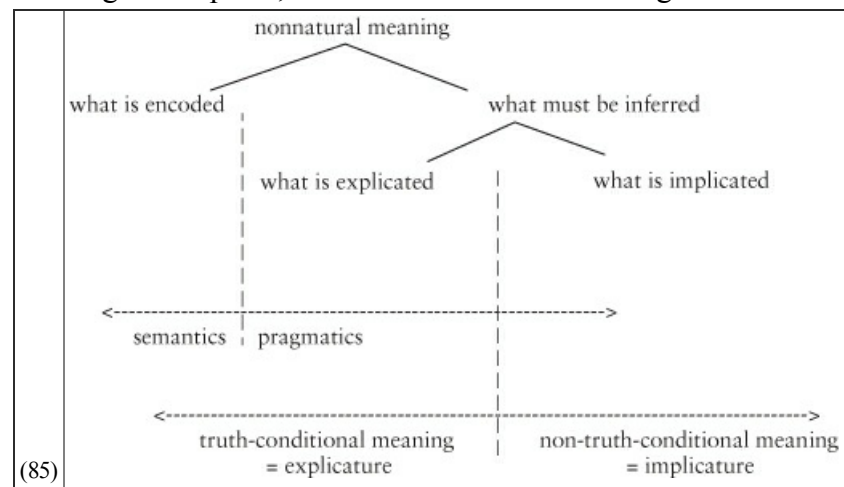 nonnatural meaning
what is encoded
what must be inferred
what is explicated
what is implicated
semantics
pragmatics
truth-conditional meaning
= explicature
non-truth-conditional meaning
= implicature
(85)